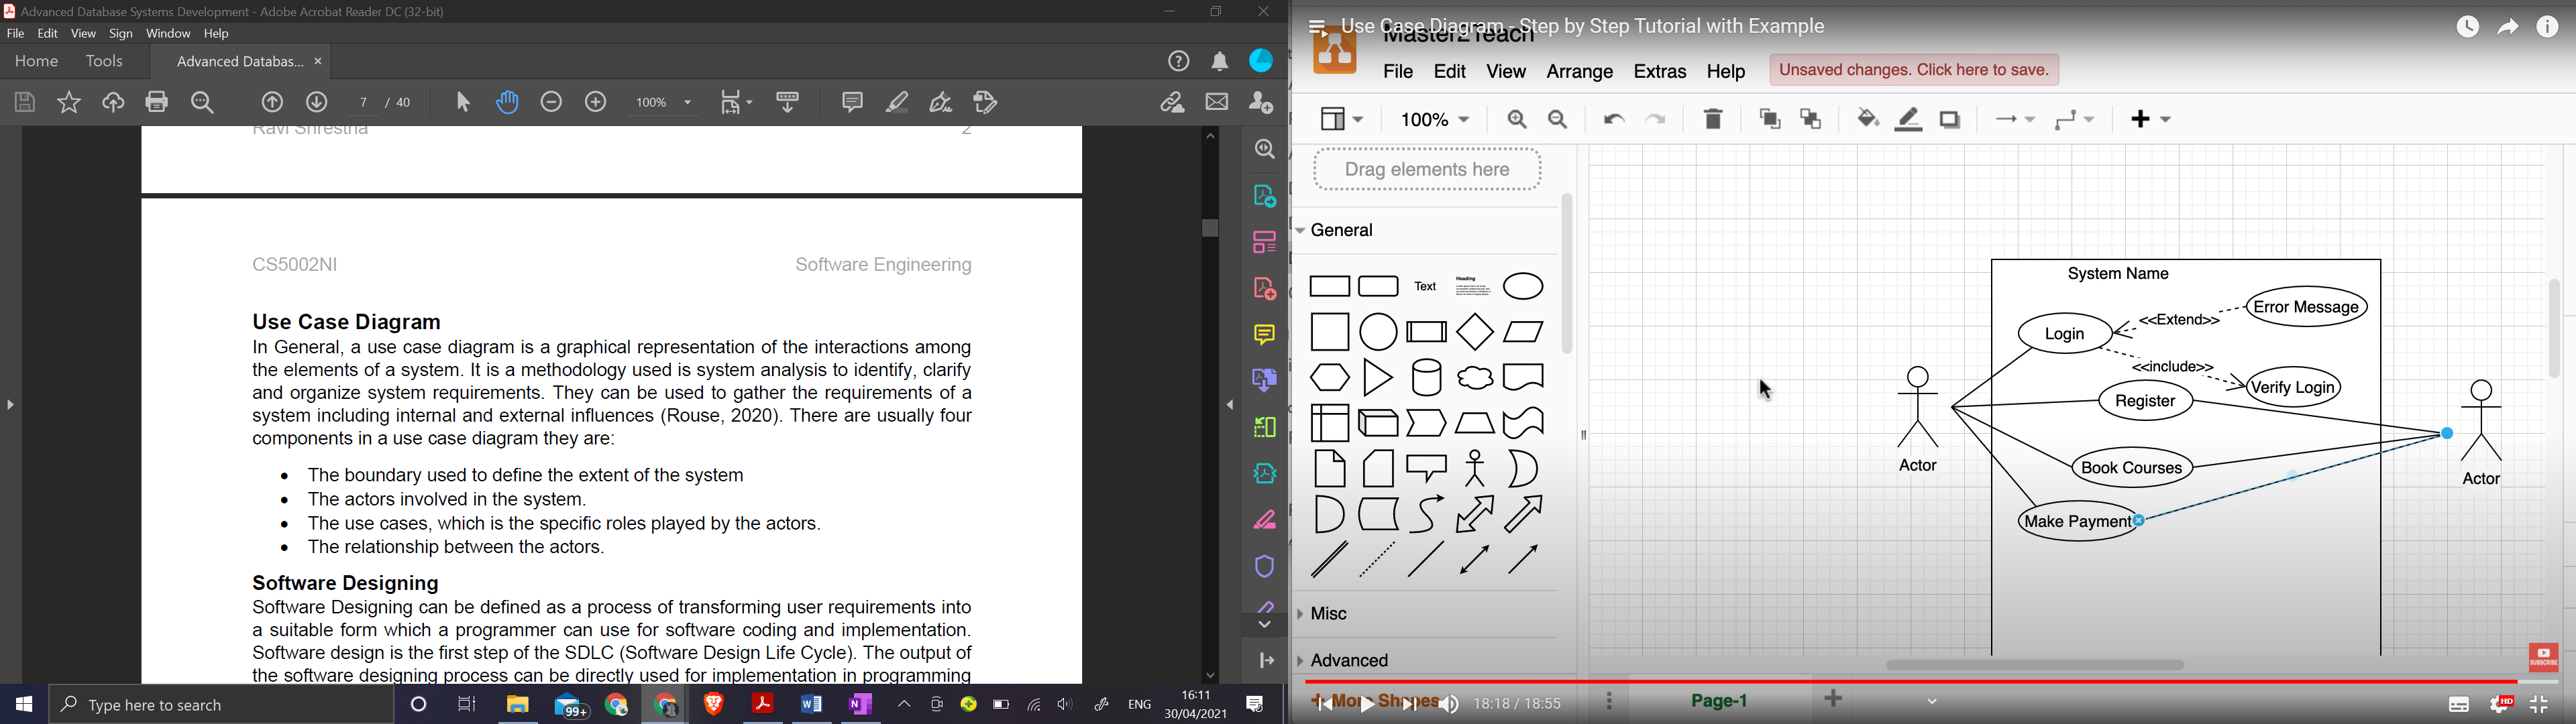 Advanced Database Systems Development - Adobe Acrobat Reader DC (32-bit)
File Edit View Sign Window Help
Home Tools Advanced Databas... ×
7 / 40 100%
Ravi Shrestha 2
CS5002NI Software Engineering
Use Case Diagram
In General, a use case diagram is a graphical representation of the interactions among
the elements of a system. It is a methodology used is system analysis to identify, clarify
and organize system requirements. They can be used to gather the requirements of a
system including internal and external influences (Rouse, 2020). There are usually four
components in a use case diagram they are:
• The boundary used to define the extent of the system
• The actors involved in the system.
• The use cases, which is the specific roles played by the actors.
• The relationship between the actors.
Software Designing
Software Designing can be defined as a process of transforming user requirements into
a suitable form which a programmer can use for software coding and implementation.
Software design is the first step of the SDLC (Software Design Life Cycle). The output of
the software designing process can be directly used for implementation in programming
Type here to search
99+
ENG
16:11
30/04/2021
Use Case Diagram - Step by Step Tutorial with Example
Master2Teach
File Edit View Arrange Extras Help Unsaved changes. Click here to save.
100%
Drag elements here
General
Text
Heading
Misc
Advanced
+ More Shapes
18:18 / 18:55
Page-1
System Name
Error Message
<<Extend>>
Login
<<include>>
Verify Login
Register
Book Courses
Make Payment
Actor
Actor
SUBSCRIBE
HD